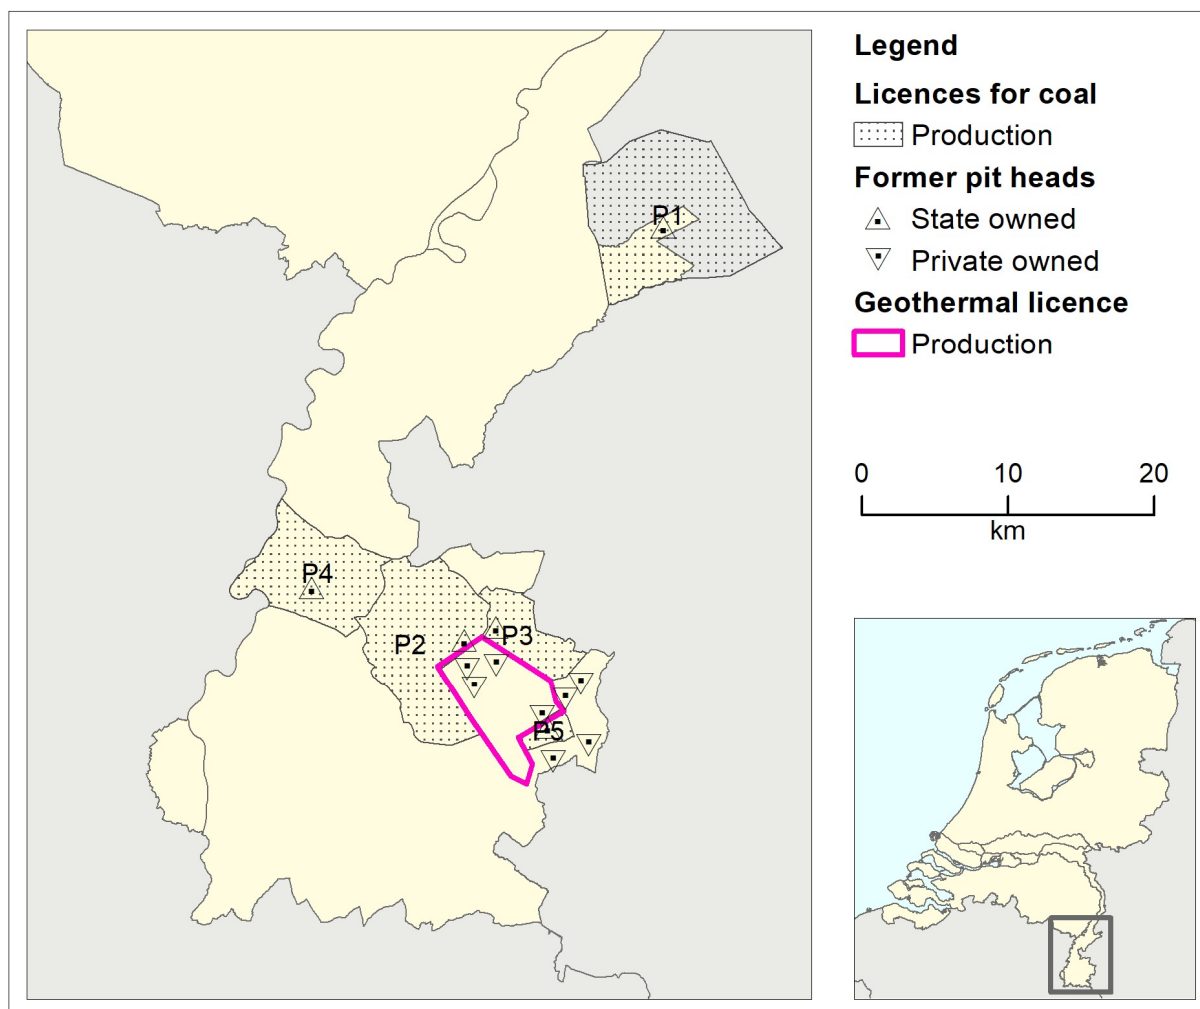 Legend
Licences for coal
Production
Former pit heads
State owned
Private owned
Geothermal licence
Production
0 10 20
km
P1
P4
P2
P3
P5